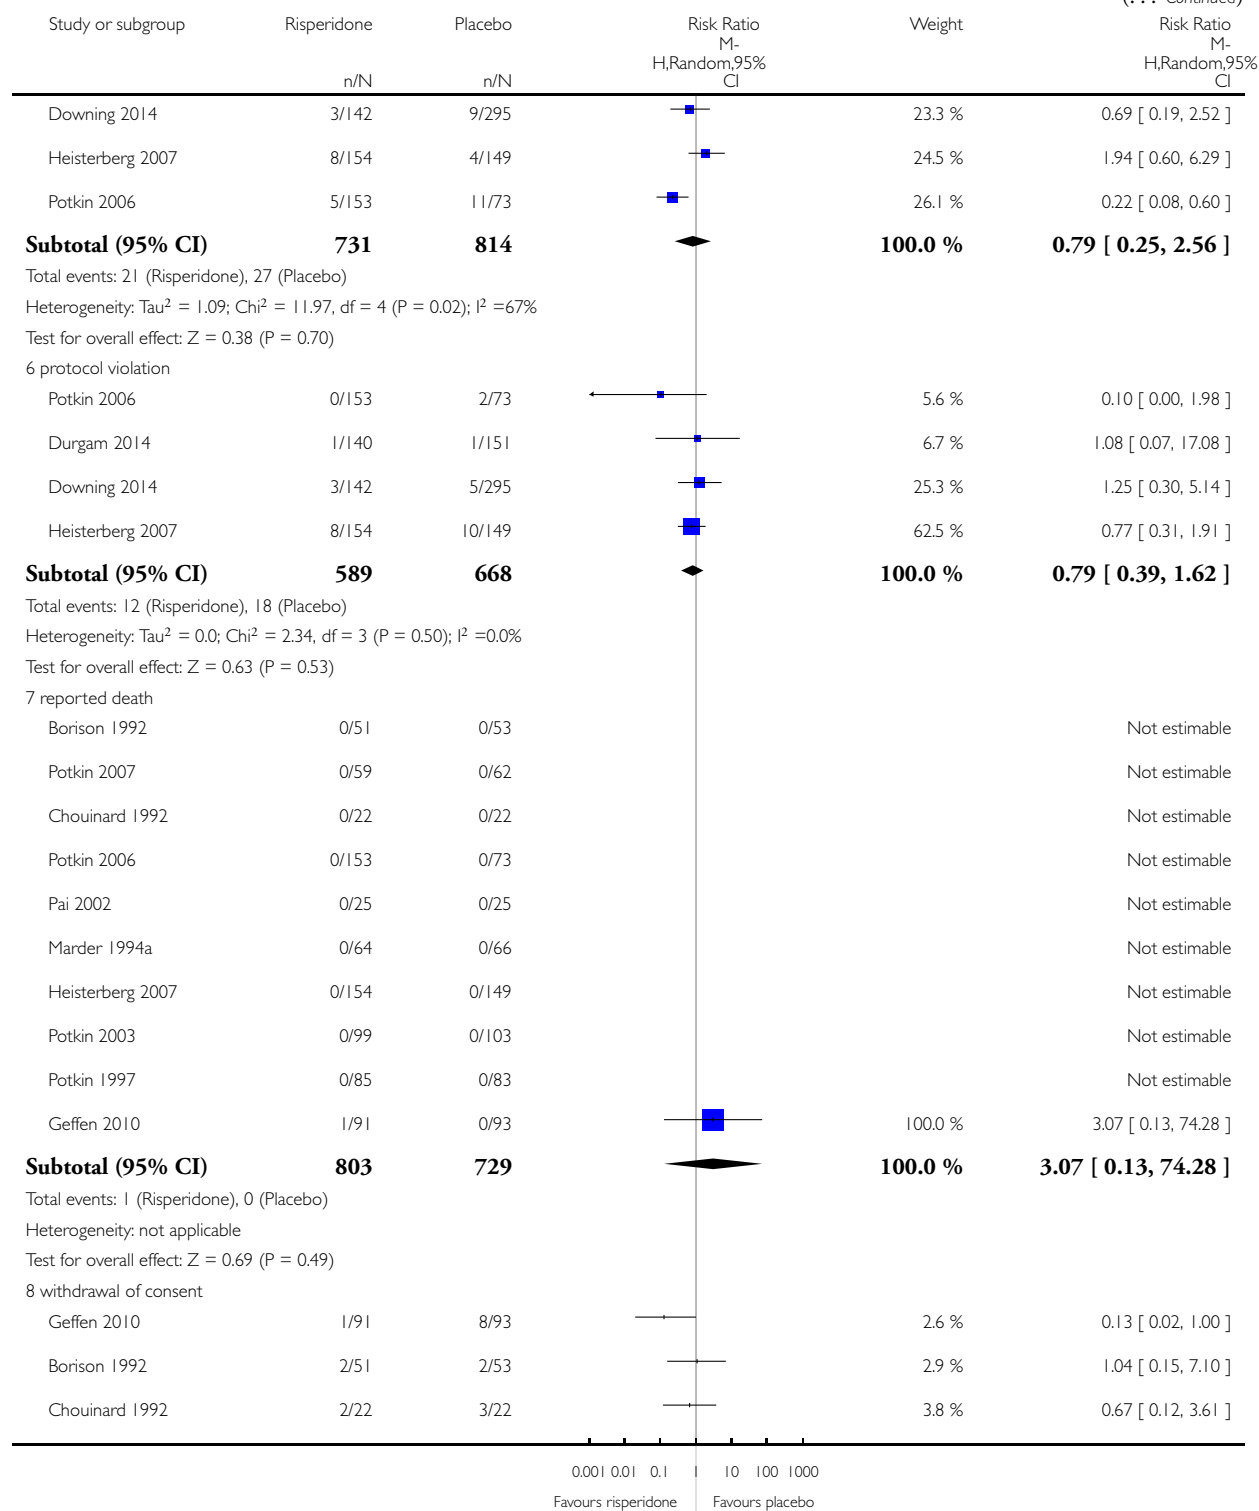 (... Continued)
Study or subgroup Risperidone Placebo Risk Ratio Weight Risk Ratio
M- M-
H,Random,95% H,Random,95%
n/N n/N CI CI
Downing 2014 3/142 9/295 23.3 % 0.69 [ 0.19, 2.52 ]
Heisterberg 2007 8/154 4/149 24.5 % 1.94 [ 0.60, 6.29 ]
Potkin 2006 5/153 11/73 26.1 % 0.22 [ 0.08, 0.60 ]
Subtotal (95% CI) 731 814 100.0 % 0.79 [ 0.25, 2.56 ]
Total events: 21 (Risperidone), 27 (Placebo)
Heterogeneity: Tau² = 1.09; Chi² = 11.97, df = 4 (P = 0.02); I² =67%
Test for overall effect: Z = 0.38 (P = 0.70)
6 protocol violation
Potkin 2006 0/153 2/73 5.6 % 0.10 [ 0.00, 1.98 ]
Durgam 2014 1/140 1/151 6.7 % 1.08 [ 0.07, 17.08 ]
Downing 2014 3/142 5/295 25.3 % 1.25 [ 0.30, 5.14 ]
Heisterberg 2007 8/154 10/149 62.5 % 0.77 [ 0.31, 1.91 ]
Subtotal (95% CI) 589 668 100.0 % 0.79 [ 0.39, 1.62 ]
Total events: 12 (Risperidone), 18 (Placebo)
Heterogeneity: Tau² = 0.0; Chi² = 2.34, df = 3 (P = 0.50); I² =0.0%
Test for overall effect: Z = 0.63 (P = 0.53)
7 reported death
Borison 1992 0/51 0/53 Not estimable
Potkin 2007 0/59 0/62 Not estimable
Chouinard 1992 0/22 0/22 Not estimable
Potkin 2006 0/153 0/73 Not estimable
Pai 2002 0/25 0/25 Not estimable
Marder 1994a 0/64 0/66 Not estimable
Heisterberg 2007 0/154 0/149 Not estimable
Potkin 2003 0/99 0/103 Not estimable
Potkin 1997 0/85 0/83 Not estimable
Geffen 2010 1/91 0/93 100.0 % 3.07 [ 0.13, 74.28 ]
Subtotal (95% CI) 803 729 100.0 % 3.07 [ 0.13, 74.28 ]
Total events: 1 (Risperidone), 0 (Placebo)
Heterogeneity: not applicable
Test for overall effect: Z = 0.69 (P = 0.49)
8 withdrawal of consent
Geffen 2010 1/91 8/93 2.6 % 0.13 [ 0.02, 1.00 ]
Borison 1992 2/51 2/53 2.9 % 1.04 [ 0.15, 7.10 ]
Chouinard 1992 2/22 3/22 3.8 % 0.67 [ 0.12, 3.61 ]
0.001 0.01 0.1 1 10 100 1000
Favours risperidone Favours placebo